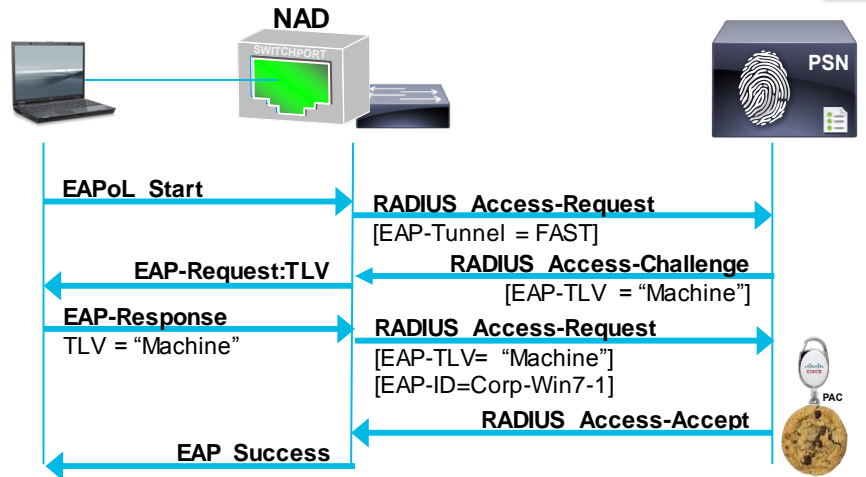 NAD
SWITCHPORT
PSN
EAPoL Start
RADIUS Access-Request
[EAP-Tunnel = FAST]
EAP-Request:TLV
RADIUS Access-Challenge
[EAP-TLV = “Machine”]
EAP-Response
TLV = “Machine”
RADIUS Access-Request
[EAP-TLV= “Machine”]
[EAP-ID=Corp-Win7-1]
CISCO
PAC
RADIUS Access-Accept
EAP Success